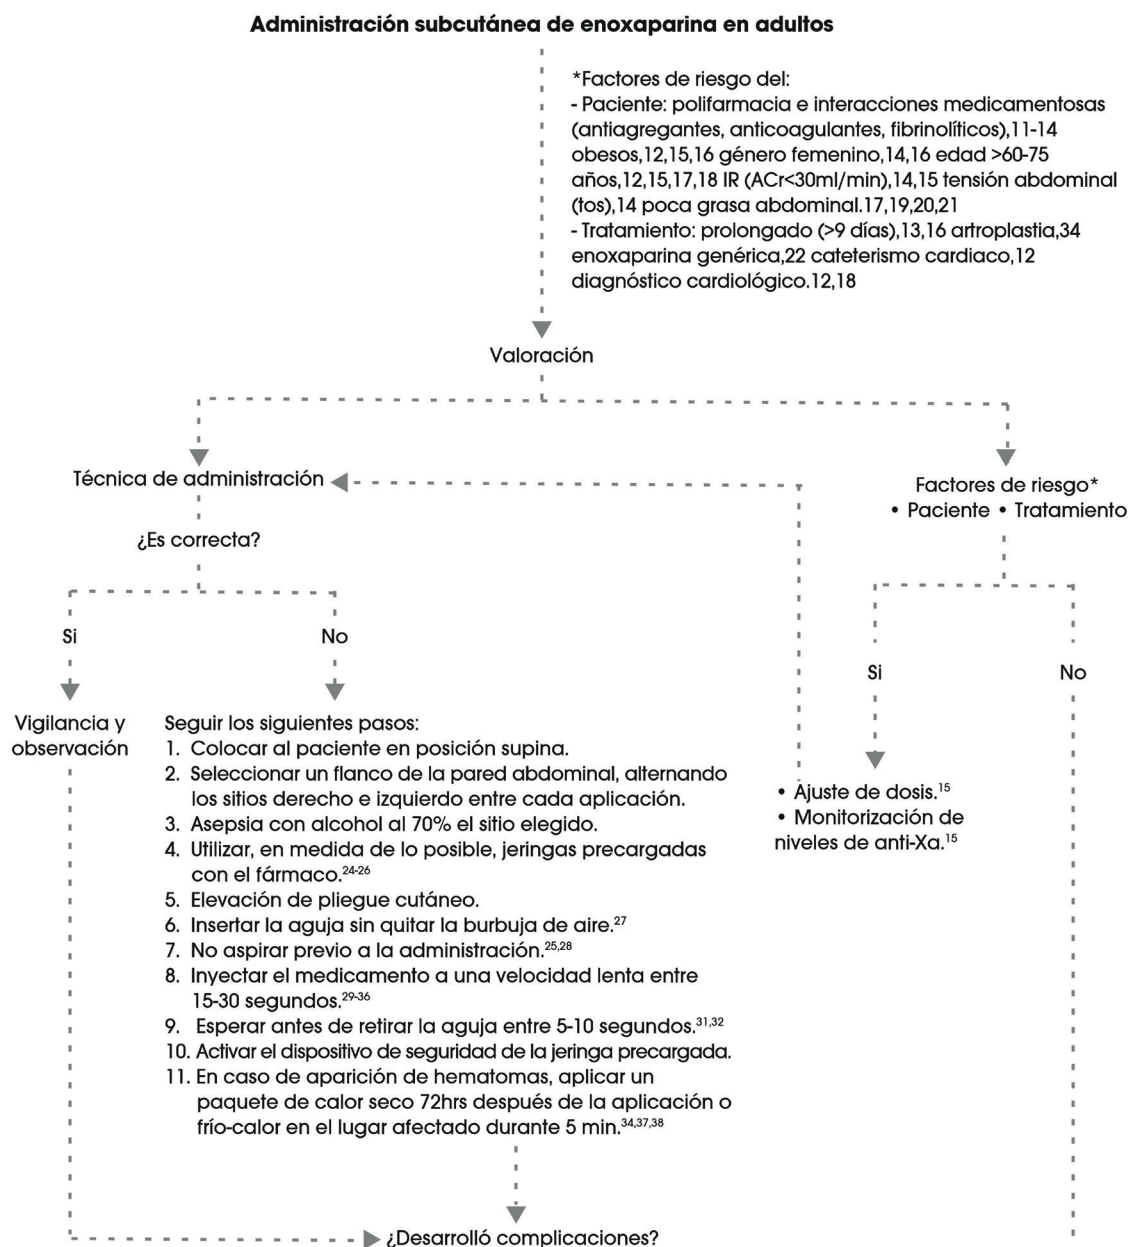 Administración subcutánea de enoxaparina en adultos
*Factores de riesgo del:
- Paciente: polifarmacia e interacciones medicamentosas
(antiagregantes, anticoagulantes, fibrinolíticos),11-14
obesos,12,15,16 género femenino,14,16 edad >60-75
años,12,15,17,18 IR (ACr<30ml/min),14,15 tensión abdominal
(tos),14 poca grasa abdominal.17,19,20,21
- Tratamiento: prolongado (>9 días),13,16 artroplastia,34
enoxaparina genérica,22 cateterismo cardiaco,12
diagnóstico cardiológico.12,18
Valoración
Técnica de administración
Factores de riesgo*
• Paciente • Tratamiento
¿Es correcta?
Si
No
Si
No
Vigilancia y
observación
Seguir los siguientes pasos:
1. Colocar al paciente en posición supina.
2. Seleccionar un flanco de la pared abdominal, alternando
los sitios derecho e izquierdo entre cada aplicación.
3. Asepsia con alcohol al 70% el sitio elegido.
4. Utilizar, en medida de lo posible, jeringas precargadas
con el fármaco.24-26
5. Elevación de pliegue cutáneo.
6. Insertar la aguja sin quitar la burbuja de aire.27
7. No aspirar previo a la administración.25,28
8. Inyectar el medicamento a una velocidad lenta entre
15-30 segundos.29-36
9. Esperar antes de retirar la aguja entre 5-10 segundos.31,32
10. Activar el dispositivo de seguridad de la jeringa precargada.
11. En caso de aparición de hematomas, aplicar un
paquete de calor seco 72hrs después de la aplicación o
frío-calor en el lugar afectado durante 5 min.34,37,38
• Ajuste de dosis.15
• Monitorización de
niveles de anti-Xa.15
¿Desarrolló complicaciones?